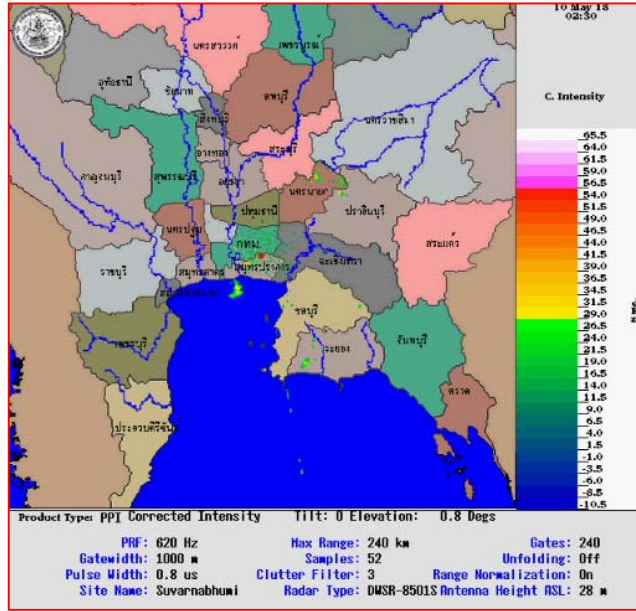 10 May 18
02:30
C. Intensity
นครสวรรค์
เพชรบูรณ์
อุทัยธานี
ชัยนาท
ลพบุรี
สิงห์บุรี
นครราชสีมา
อ่างทอง
สระบุรี
กาญจนบุรี
สุพรรณบุรี
อยุธยา
นครนายก
ปราจีนบุรี
ปทุมธานี
นครปฐม
กทม.
สระแก้ว
ฉะเชิงเทรา
ราชบุรี
สมุทรสาคร
สมุทรปราการ
ชลบุรี
เพชรบุรี
ระยอง
จันทบุรี
ตราด
ประจวบคีรีขันธ์
65.5
64.0
61.5
59.0
56.5
54.0
51.5
49.0
46.5
44.0
41.5
39.0
36.5
34.0
31.5
29.0
26.5
24.0
21.5
19.0
16.5
14.0
11.5
9.0
6.5
4.0
1.5
-1.0
-3.5
-6.0
-8.5
-10.5
Product Type: PPI Corrected Intensity Tilt: 0 Elevation: 0.8 Degs
PRF: 620 Hz Max Range: 240 km Gates: 240
Gatewidth: 1000 m Samples: 52 Unfolding: Off
Pulse Width: 0.8 us Clutter Filter: 3 Range Normalization: On
Site Name: Suvarnabhumi Radar Type: DWSR-8501S Antenna Height ASL: 28 m